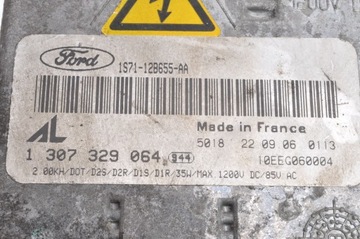 Ford
1S71-12B655-AA
AL
Made in France
5018 22 09 06 0113
1 307 329 064 944
10EEG060004
2.00KH/DOT/D2S/D2R/D1S/D1R/35W/MAX 1200V DC/85V AC